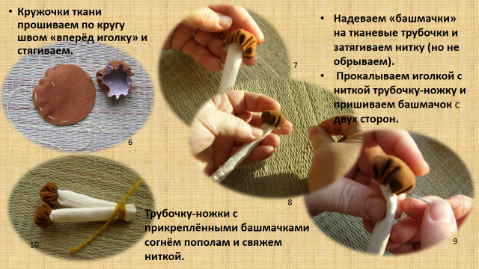 • Кружочки ткани
прошиваем по кругу
швом «вперёд иголку» и
стягиваем.
6
7
8
• Надеваем «башмачки»
на тканевые трубочки и
затягиваем нитку (но не
обрываем).
• Прокалываем иголкой с
ниткой трубочку-ножку и
пришиваем башмачок с
двух сторон.
9
10
Трубочку-ножки с
прикреплёнными башмачками
согнём пополам и свяжем
ниткой.